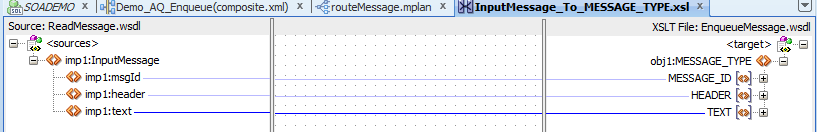 SOADEMO Demo_AQ_Enqueue(composite.xml) routeMessage.mplan InputMessage_To_MESSAGE_TYPE.xsl
Source: ReadMessage.wsdl XSLT File: EnqueueMessage.wsdl
<sources> <target>
imp1:InputMessage obj1:MESSAGE_TYPE
imp1:msgId MESSAGE_ID
imp1:header HEADER
imp1:text TEXT